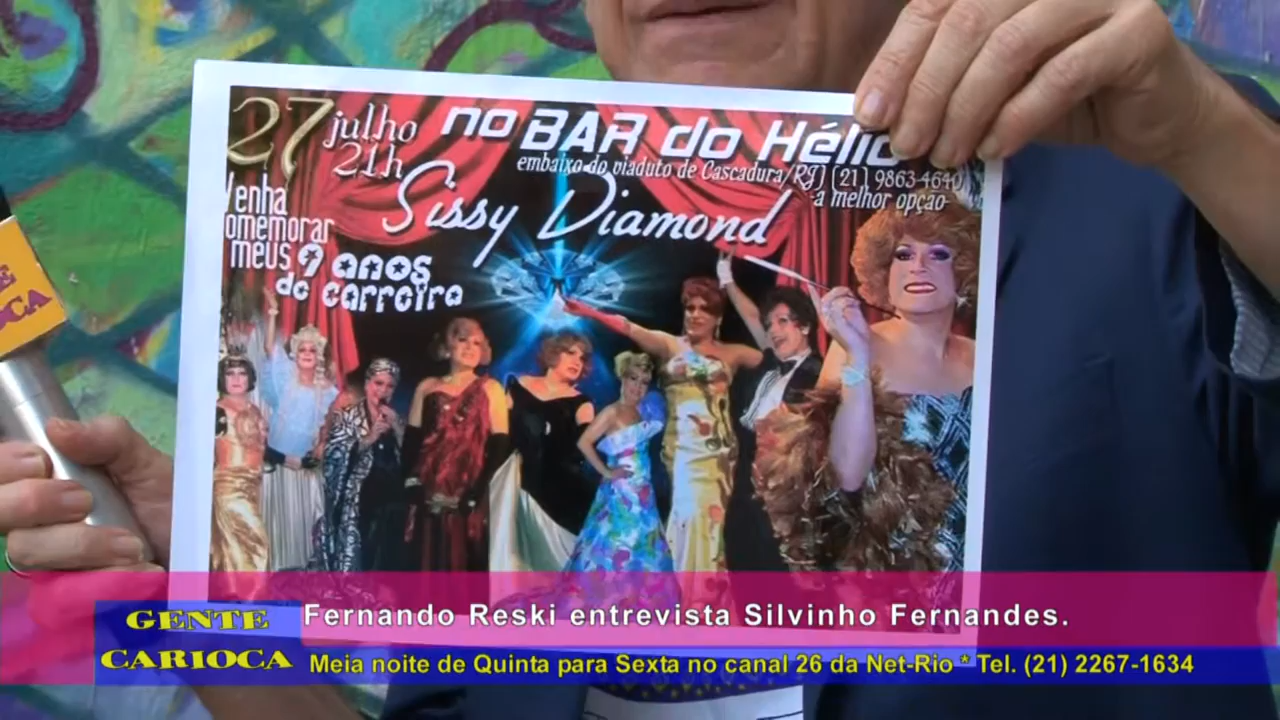 27 julho
21h
no BAR do Hélio
embaixo do viaduto de Cascadura/RJ) (21) 9863-4640
-a melhor opção-
Sissy Diamond
Venha
comemorar
meus 9 anos
de carreira
CARIOCA
Fernando Reski entrevista Silvinho Fernandes.
GENTE
CARIOCA
Meia noite de Quinta para Sexta no canal 26 da Net-Rio * Tel. (21) 2267-1634